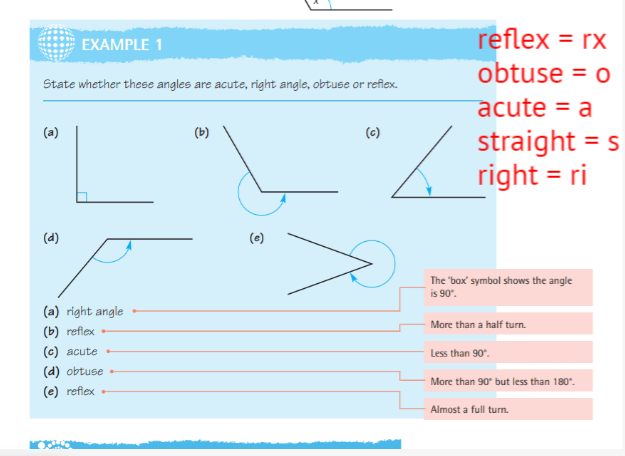 x
EXAMPLE 1
State whether these angles are acute, right angle, obtuse or reflex.
reflex = rx
obtuse = o
acute = a
straight = s
right = ri
(a)
(b)
(c)
(d)
(e)
(a) right angle
(b) reflex
(c) acute
(d) obtuse
(e) reflex
The 'box' symbol shows the angle
is 90°.
More than a half turn.
Less than 90°.
More than 90° but less than 180°.
Almost a full turn.